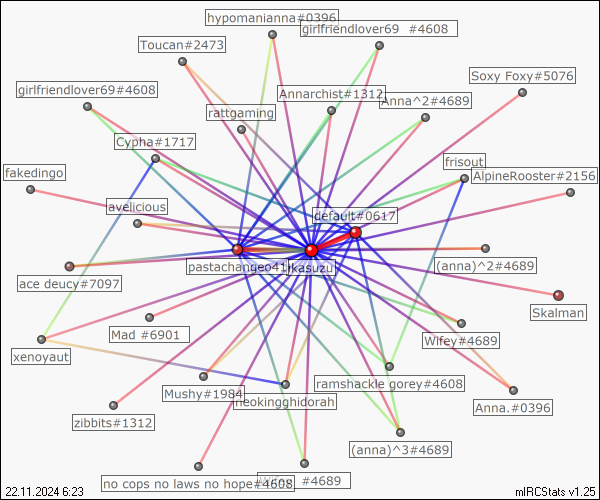 hypomanianna#0396
girlfriendlover69 #4608
Toucan#2473
Soxy Foxy#5076
girlfriendlover69#4608
Annarchist#1312
Anna^2#4689
rattgaming
Cypha#1717
frisout
fakedingo
AlpineRooster#2156
avelicious
default#0617
pastachangeo41
rkasuzu
(anna)^2#4689
ace deucy#7097
Skalman
Mad #6901
Wifey#4689
xenoyaut
ramshackle gorey#4608
Mushy#1984
neokingghidorah
Anna.#0396
zibbits#1312
(anna)^3#4689
no cops no laws no hope#4608
#4689
22.11.2024 6:23
mIRCStats v1.25